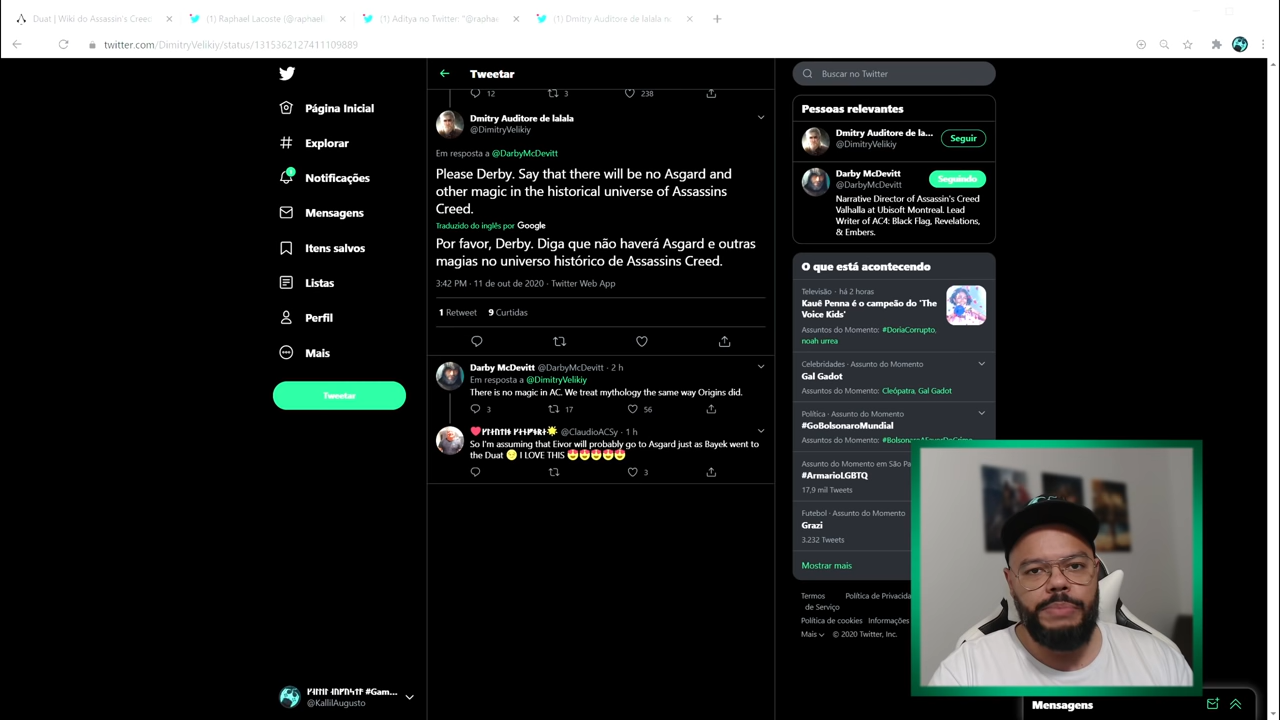 Duat | Wiki do Assassin's Creed
(1) Raphael Lacoste (@raphael
(1) Aditya no Twitter: "@rapha
(1) Dmitry Auditore de lalala n
twitter.com/DimitryVelikiy/status/1315362127411109889
Página Inicial
Explorar
1
Notificações
Mensagens
Itens salvos
Listas
Perfil
Mais
Tweetar
#Gam...
@KallilAugusto
Tweetar
12 3 238
Dmitry Auditore de lalala
@DimitryVelikiy
Em resposta a @DarbyMcDevitt
Please Derby. Say that there will be no Asgard and
other magic in the historical universe of Assassins
Creed.
Traduzido do inglês por Google
Por favor, Derby. Diga que não haverá Asgard e outras
magias no universo histórico de Assassins Creed.
3:42 PM · 11 de out de 2020 · Twitter Web App
1 Retweet 9 Curtidas
Darby McDevitt @DarbyMcDevitt · 2 h
Em resposta a @DimitryVelikiy
There is no magic in AC. We treat mythology the same way Origins did.
3 17 56
@ClaudioACSy · 1 h
So I'm assuming that Eivor will probably go to Asgard just as Bayek went to
the Duat 🌝 I LOVE THIS 😍😍😍😍😍
3
Buscar no Twitter
Pessoas relevantes
Dmitry Auditore de la...
@DimitryVelikiy
Seguir
Darby McDevitt
@DarbyMcDevitt
Seguindo
Narrative Director of Assassin's Creed
Valhalla at Ubisoft Montreal. Lead
Writer of AC4: Black Flag, Revelations,
& Embers.
O que está acontecendo
Televisão · há 2 horas
Kauê Penna é o campeão do 'The
Voice Kids'
Assuntos do Momento: #DoriaCorrupto,
noah urrea
Celebridades · Assunto do Momento
Gal Gadot
Assuntos do Momento: Cleópatra, Gal Gadot
Política · Assunto do Momento
#GoBolsonaroMundial
Assuntos do Momento:
Assunto do Momento em São Pa
#ArmarioLGBTQ
17,9 mil Tweets
Futebol · Assunto do Momento
Grazi
3.232 Tweets
Mostrar mais
Termos
de Serviço
Política de Privacida
Política de cookies Informações
Mais © 2020 Twitter, Inc.
Mensagens